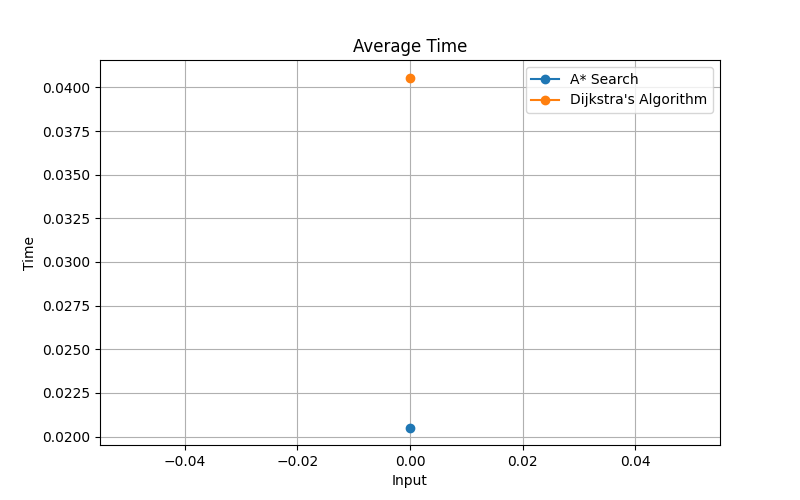 Average Time
A* Search
Dijkstra's Algorithm
0.0400
0.0375
0.0350
0.0325
0.0300
0.0275
0.0250
0.0225
0.0200
Time
−0.04 −0.02 0.00 0.02 0.04
Input